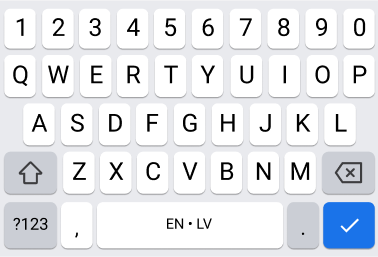 1 2 3 4 5 6 7 8 9 0
Q W E R T Y U I O P
A S D F G H J K L
Z X C V B N M
?123 , EN • LV .